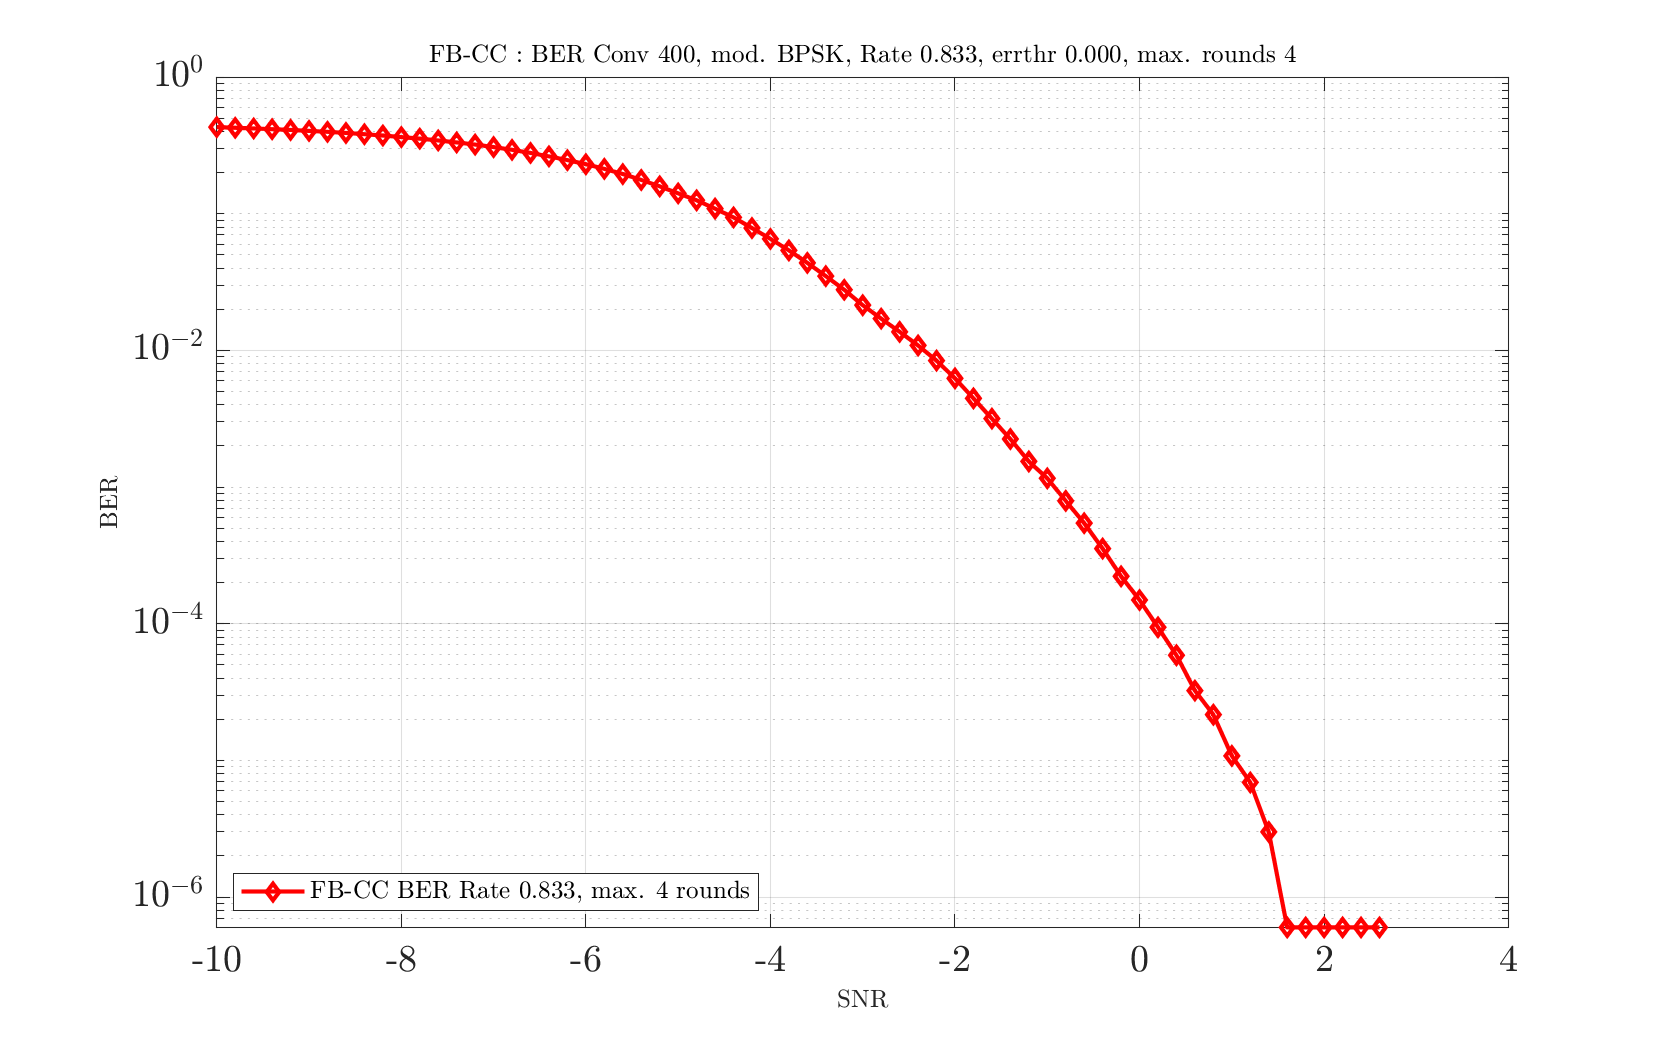 FB-CC : BER Conv 400, mod. BPSK, Rate 0.833, errthr 0.000, max. rounds 4
10^0
10^-2
10^-4
10^-6
BER
FB-CC BER Rate 0.833, max. 4 rounds
-10 -8 -6 -4 -2 0 2 4
SNR